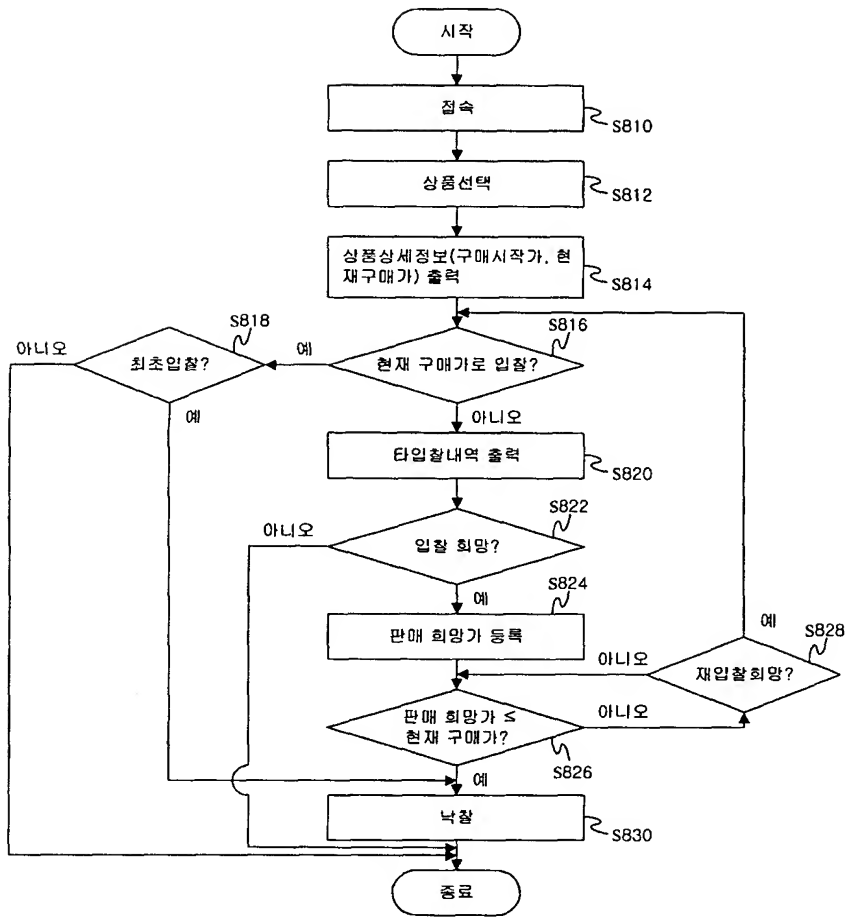 시작
접속
S810
상품선택
S812
상품상세정보(구매시작가, 현
재구매가) 출력
S814
S818
S816
아니오
최초입찰?
예
현재 구매가로 입찰?
예
아니오
타입찰내역 출력
S820
S822
아니오
입찰 희망?
예
S824
판매 희망가 등록
예
S828
아니오
재입찰희망?
판매 희망가 ≤
현재 구매가?
아니오
S826
예
낙찰
S830
종료